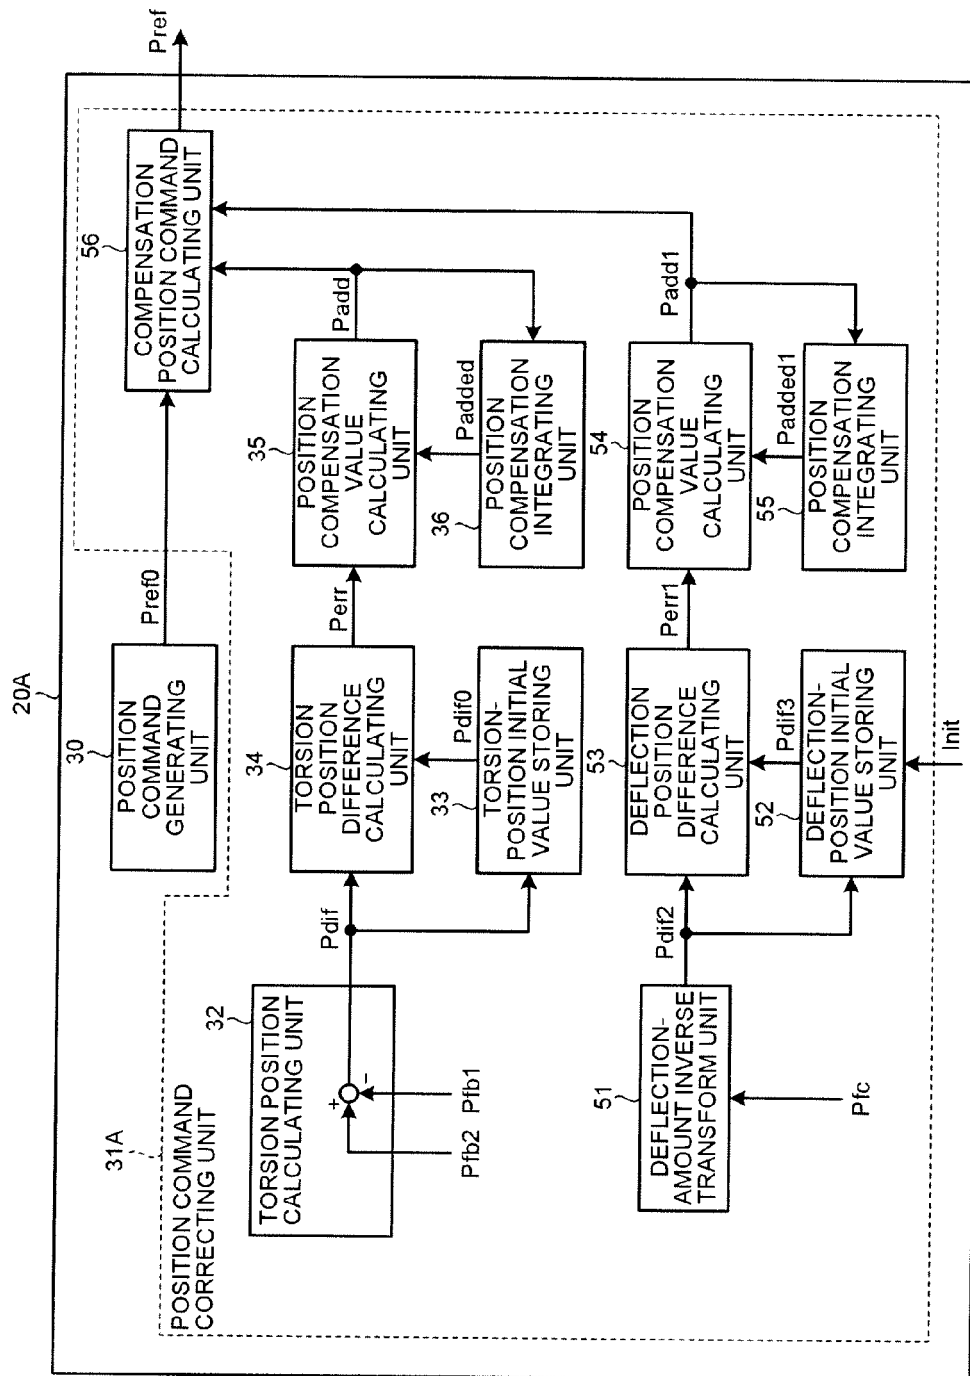 20A
31A
POSITION COMMAND
CORRECTING UNIT
30
POSITION
COMMAND
GENERATING
UNIT
Pref0
56
COMPENSATION
POSITION COMMAND
CALCULATING UNIT
Pref
32
TORSION POSITION
CALCULATING UNIT
+
-
Pfb2
Pfb1
Pdif
34
TORSION
POSITION
DIFFERENCE
CALCULATING
UNIT
Pdif0
33
TORSION-
POSITION INITIAL
VALUE STORING
UNIT
Perr
35
POSITION
COMPENSATION
VALUE
CALCULATING
UNIT
Padded
36
POSITION
COMPENSATION
INTEGRATING
UNIT
Padd
51
DEFLECTION-
AMOUNT INVERSE
TRANSFORM UNIT
Pfc
Pdif2
53
DEFLECTION
POSITION
DIFFERENCE
CALCULATING
UNIT
Pdif3
52
DEFLECTION-
POSITION INITIAL
VALUE STORING
UNIT
Init
Perr1
54
POSITION
COMPENSATION
VALUE
CALCULATING
UNIT
Padded1
55
POSITION
COMPENSATION
INTEGRATING
UNIT
Padd1